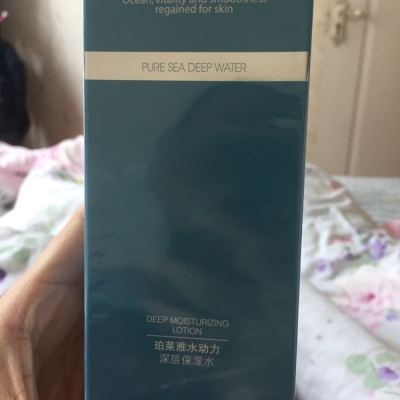 Ocean, vitality and smoothness
regained for skin
PURE SEA DEEP WATER
DEEP MOISTURIZING
LOTION
珀莱雅水动力
深层保湿水